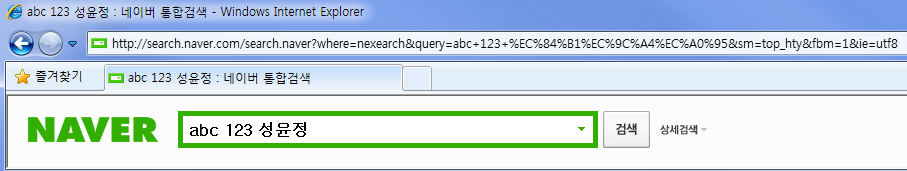 abc 123 성윤정 : 네이버 통합검색 - Windows Internet Explorer
http://search.naver.com/search.naver?where=nexearch&query=abc+123+%EC%84%B1%EC%9C%A4%EC%A0%95&sm=top_hty&fbm=1&ie=utf8
즐겨찾기 abc 123 성윤정 : 네이버 통합검색
NAVER abc 123 성윤정 검색 상세검색